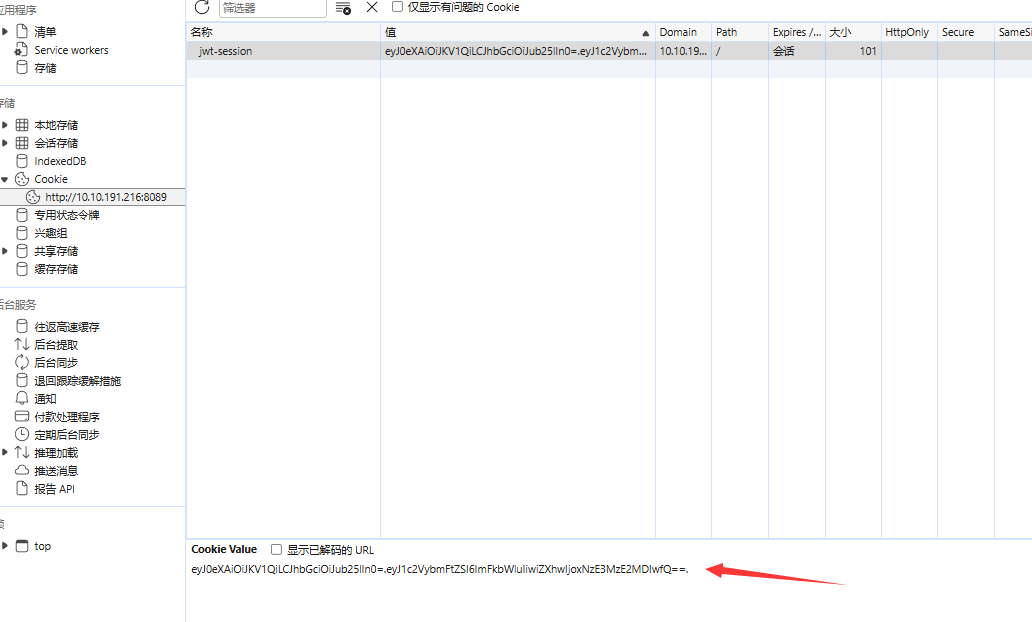 应用程序
清单
Service workers
存储
存储
本地存储
会话存储
IndexedDB
Cookie
http://10.10.191.216:8089
专用状态令牌
兴趣组
共享存储
缓存存储
后台服务
往返高速缓存
后台提取
后台同步
退回跟踪缓解措施
通知
付款处理程序
定期后台同步
推理加载
推送消息
报告 API
top
筛选器 仅显示有问题的 Cookie
名称 值 Domain Path Expires /... 大小 HttpOnly Secure SameSi
jwt-session eyJ0eXAiOiJKV1QiLCJhbGciOiJub25lIn0=.eyJ1c2Vybm... 10.10.19... / 会话 101
Cookie Value 显示已解码的 URL
eyJ0eXAiOiJKV1QiLCJhbGciOiJub25lIn0=.eyJ1c2VybmFtZSI6ImFkbWluIiwiZXhwIjoxNzE3MzE2MDIwfQ==.